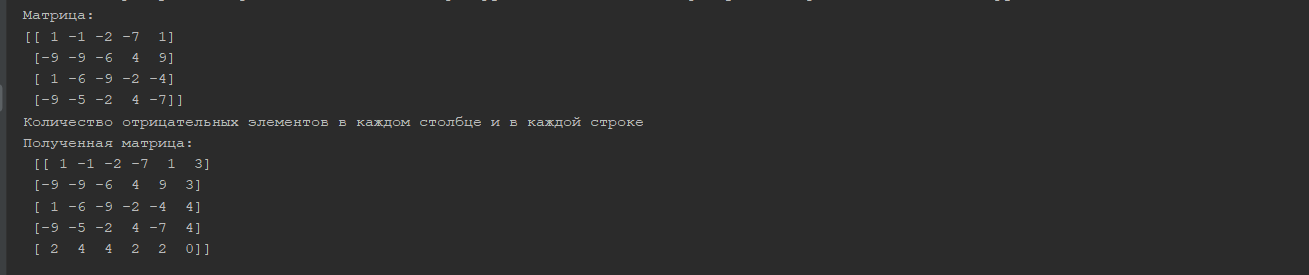 Матрица:
[[ 1 -1 -2 -7  1]
 [-9 -9 -6  4  9]
 [ 1 -6 -9 -2 -4]
 [-9 -5 -2  4 -7]]
Количество отрицательных элементов в каждом столбце и в каждой строке
Полученная матрица:
 [[ 1 -1 -2 -7  1  3]
 [-9 -9 -6  4  9  3]
 [ 1 -6 -9 -2 -4  4]
 [-9 -5 -2  4 -7  4]
 [ 2  4  4  2  2  0]]